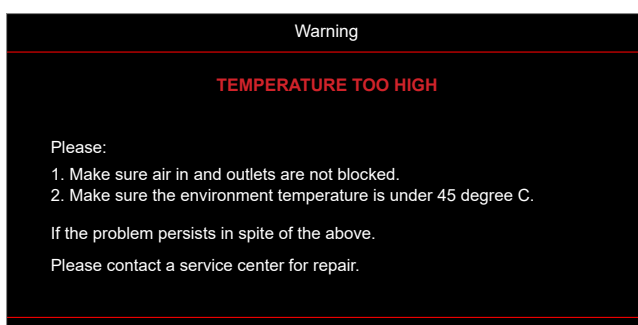 Warning
TEMPERATURE TOO HIGH
Please:
1. Make sure air in and outlets are not blocked.
2. Make sure the environment temperature is under 45 degree C.
If the problem persists in spite of the above.
Please contact a service center for repair.